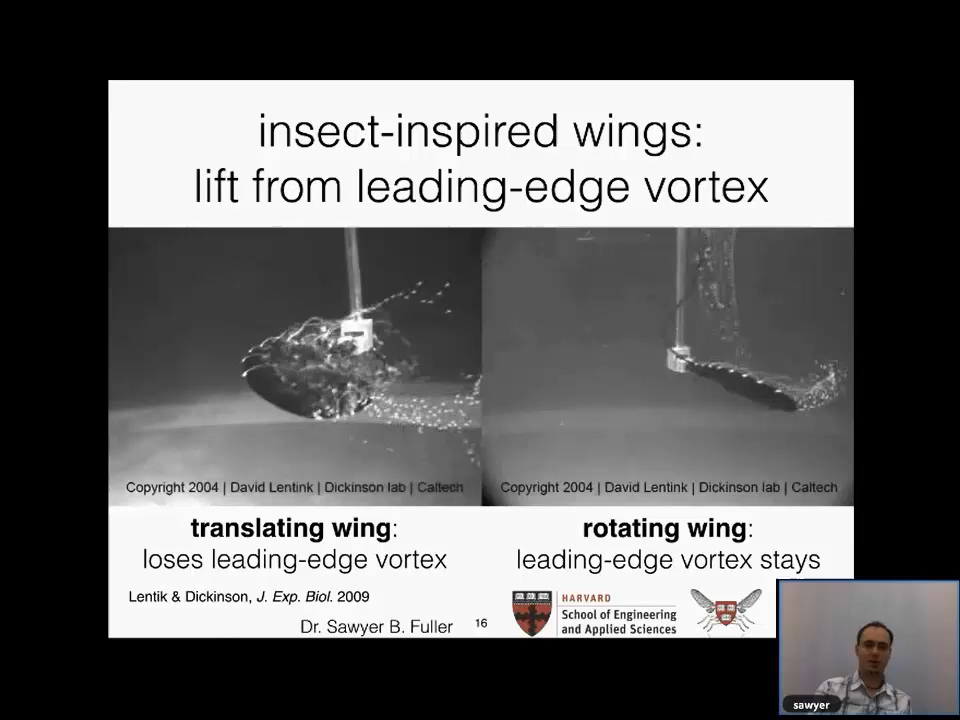 insect-inspired wings:
lift from leading-edge vortex
Copyright 2004 | David Lentink | Dickinson lab | Caltech
Copyright 2004 | David Lentink | Dickinson lab | Caltech
translating wing:
loses leading-edge vortex
rotating wing:
leading-edge vortex stays
Lentik & Dickinson, J. Exp. Biol. 2009
Dr. Sawyer B. Fuller
16
HARVARD
School of Engineering
and Applied Sciences
sawyer